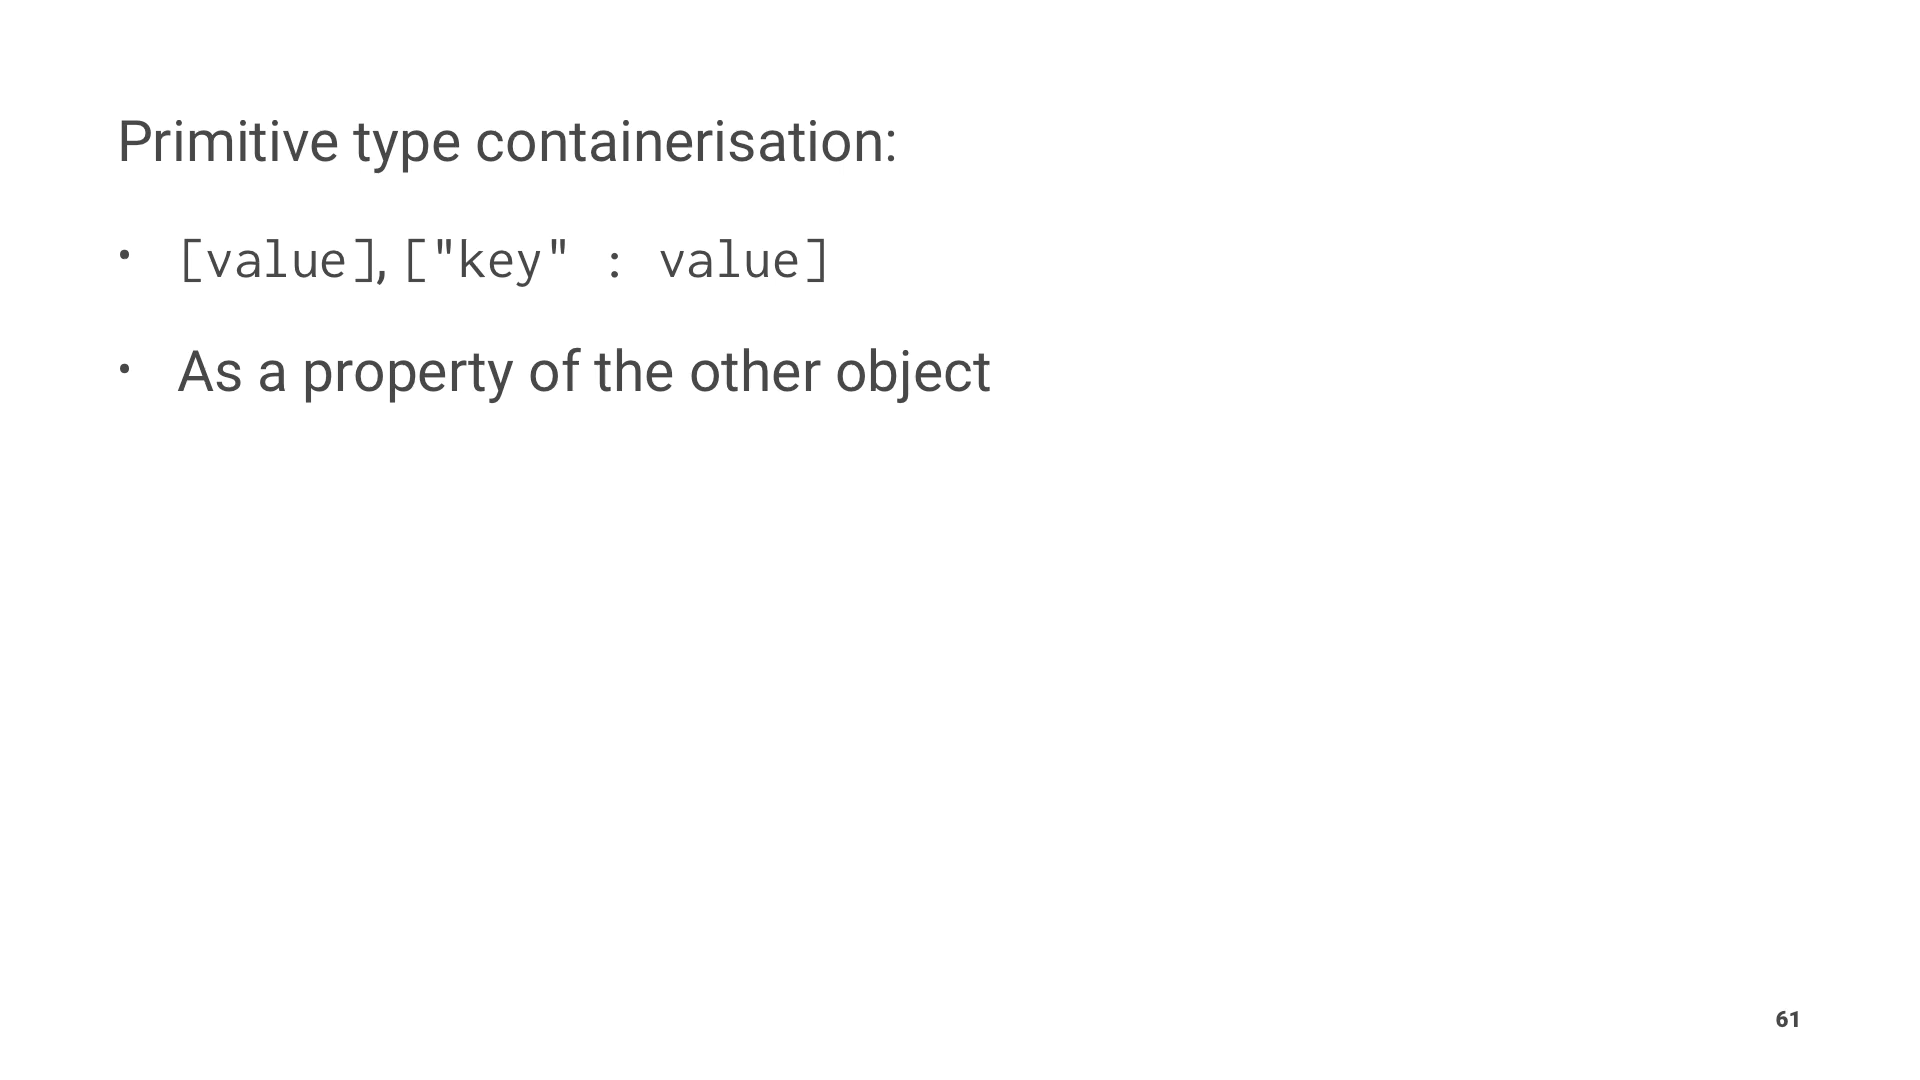 Primitive type containerisation:
• [value], ["key" : value]
• As a property of the other object
61